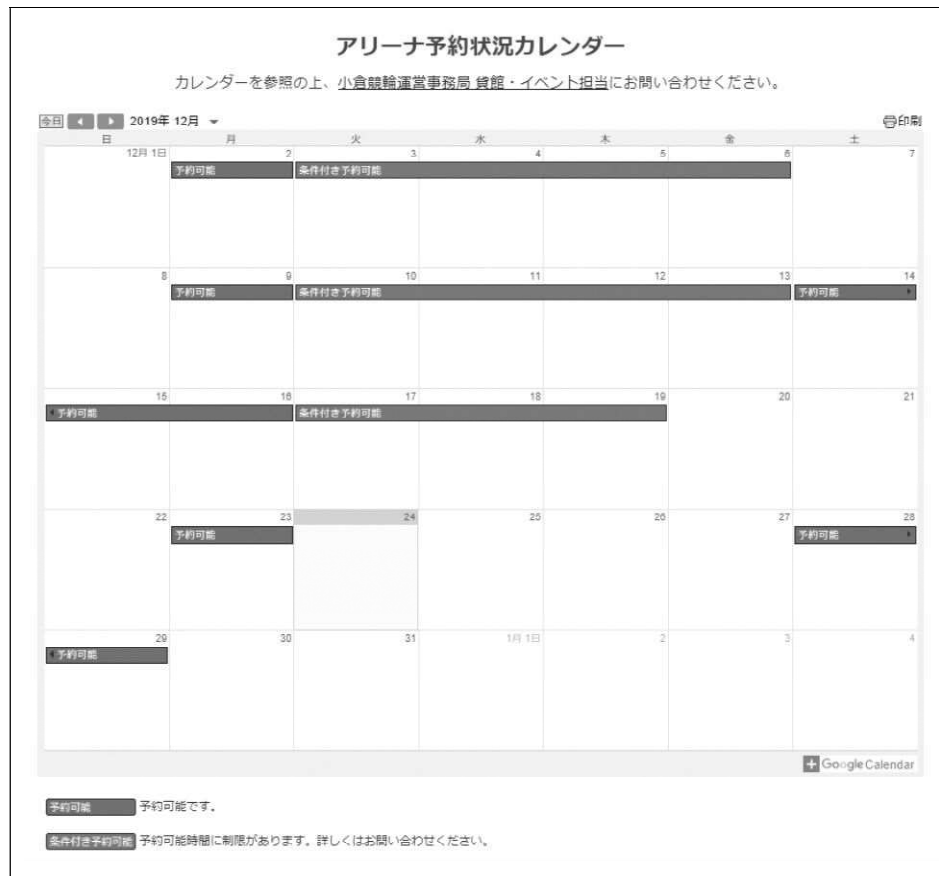 アリーナ予約状況カレンダー
カレンダーを参照の上、小倉競輪運営事務局 貸館・イベント担当にお問い合わせください。
今日 2019年 12月 印刷
日 月 火 水 木 金 土
12月 1日 2 3 4 5 6 7
予約可能 条件付き予約可能
8 9 10 11 12 13 14
予約可能 条件付き予約可能 予約可能
15 16 17 18 19 20 21
予約可能 条件付き予約可能
22 23 24 25 26 27 28
予約可能 予約可能
29 30 31 1月 1日 2 3 4
予約可能
Google Calendar
予約可能 予約可能です。
条件付き予約可能 予約可能時間に制限があります。詳しくはお問い合わせください。